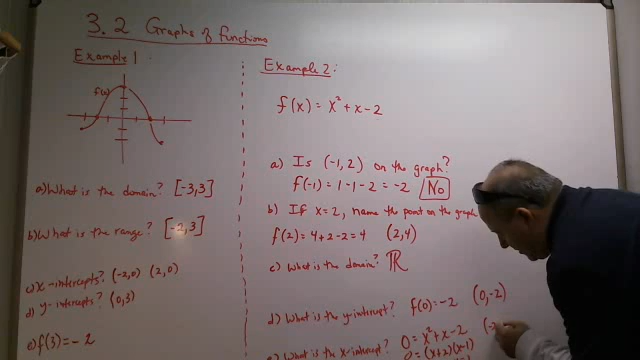 3.2 Graphs of functions
Example 1:
f(x)
a) What is the domain? [-3,3]
b) What is the range? [-2,3]
c) x-intercepts? (-2,0) (2,0)
d) y-intercepts? (0,3)
e) f(3) = -2
Example 2:
f(x) = x² + x - 2
a) Is (-1,2) on the graph?
f(-1) = 1 - 1 - 2 = -2 No
b) If x=2, name the point on the graph
f(2) = 4 + 2 - 2 = 4 (2,4)
c) What is the domain? ℝ
d) What is the y-intercept? f(0) = -2 (0,-2)
e) What is the x-intercept? 0 = x² + x - 2
0 = (x+2)(x-1)